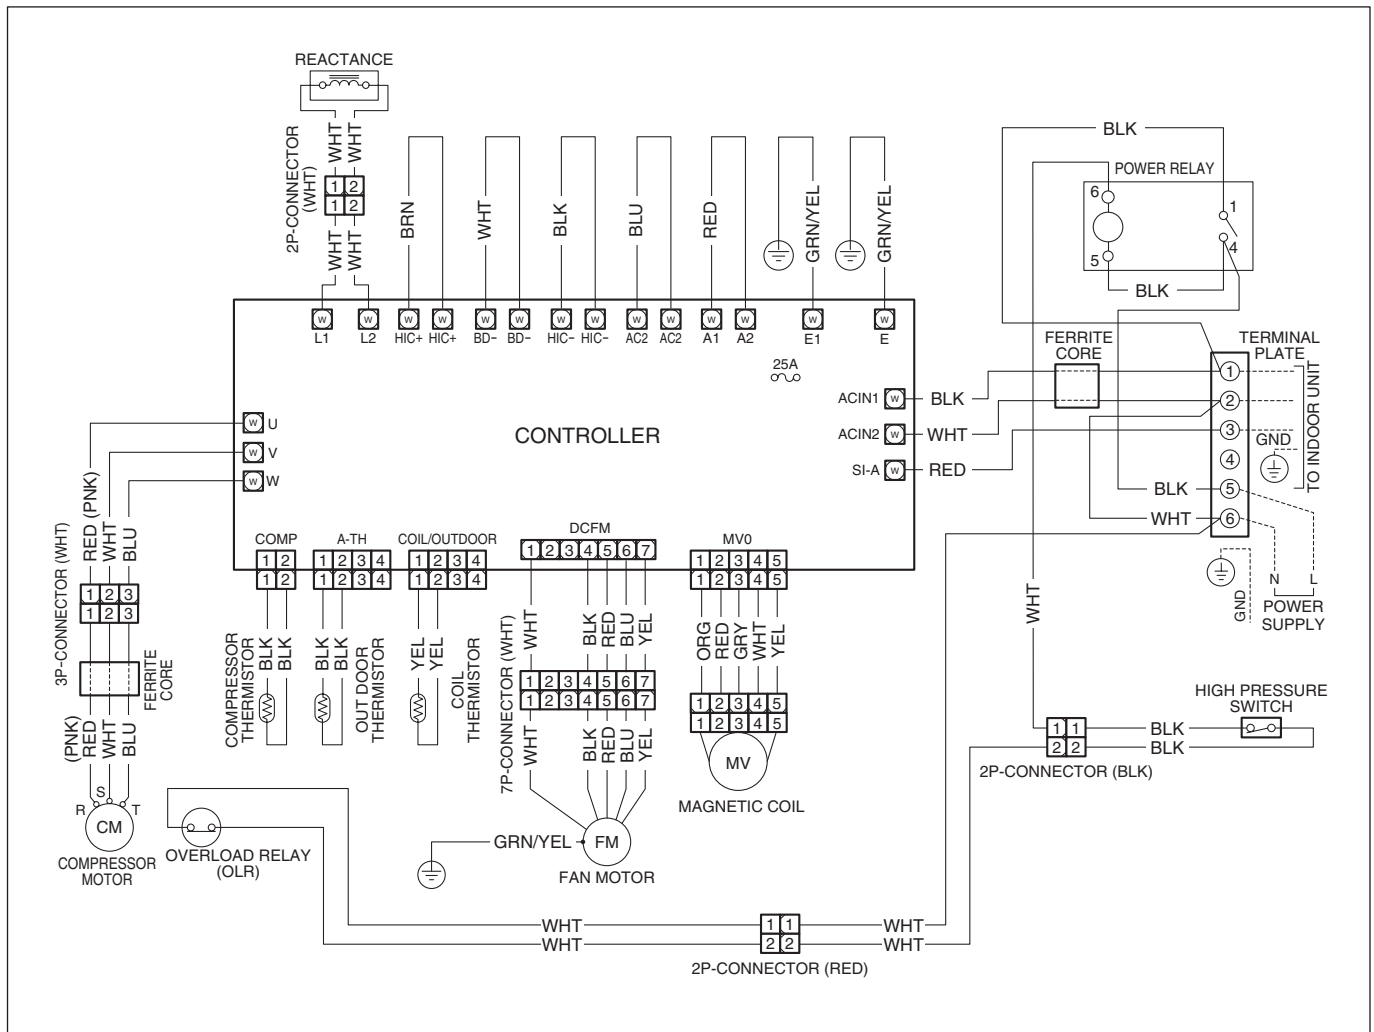 REACTANCE
2P-CONNECTOR
(WHT)
WHT
WHT
1 2
1 2
WHT
WHT
BRN
WHT
BLK
BLU
RED
GRN/YEL
GRN/YEL
BLK
POWER RELAY
6
1
5
4
BLK
W W W W W W W W W W W W W W
L1 L2 HIC+ HIC+ BD- BD- HIC- HIC- AC2 AC2 A1 A2 E1 E
25A
FERRITE
CORE
TERMINAL
PLATE
ACIN1 W BLK
ACIN2 W WHT
SI-A W RED
1
2
3
4
BLK 5
WHT 6
GND
TO INDOOR UNIT
GND
N L
POWER
SUPPLY
CONTROLLER
W U
W V
W W
RED (PNK)
WHT
BLU
3P-CONNECTOR (WHT)
1 2 3
1 2 3
FERRITE
CORE
(PNK)
RED
WHT
BLU
R S T
CM
COMPRESSOR
MOTOR
COMP
1 2
1 2
BLK
BLK
COMPRESSOR
THERMISTOR
A-TH
1 2 3 4
1 2 3 4
BLK
BLK
OUT DOOR
THERMISTOR
COIL/OUTDOOR
1 2 3 4
1 2 3 4
YEL
YEL
COIL
THERMISTOR
DCFM
1 2 3 4 5 6 7
WHT
BLK
RED
BLU
YEL
7P-CONNECTOR (WHT)
1 2 3 4 5 6 7
1 2 3 4 5 6 7
WHT
BLK
RED
BLU
YEL
GRN/YEL
FM
FAN MOTOR
MV0
1 2 3 4 5
1 2 3 4 5
ORG
RED
GRY
WHT
YEL
1 2 3 4 5
1 2 3 4 5
MV
MAGNETIC COIL
WHT
HIGH PRESSURE
SWITCH
1 1 BLK
2 2 BLK
2P-CONNECTOR (BLK)
OVERLOAD RELAY
(OLR)
WHT 1 1 WHT
WHT 2 2 WHT
2P-CONNECTOR (RED)